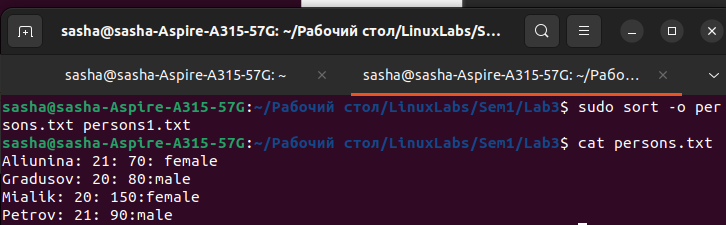 sasha@sasha-Aspire-A315-57G: ~/Рабочий стол/LinuxLabs/S…
sasha@sasha-Aspire-A315-57G: ~
sasha@sasha-Aspire-A315-57G: ~/Рабо…
sasha@sasha-Aspire-A315-57G:~/Рабочий стол/LinuxLabs/Sem1/Lab3$ sudo sort -o per
sons.txt persons1.txt
sasha@sasha-Aspire-A315-57G:~/Рабочий стол/LinuxLabs/Sem1/Lab3$ cat persons.txt
Aliunina: 21: 70: female
Gradusov: 20: 80:male
Mialik: 20: 150:female
Petrov: 21: 90:male